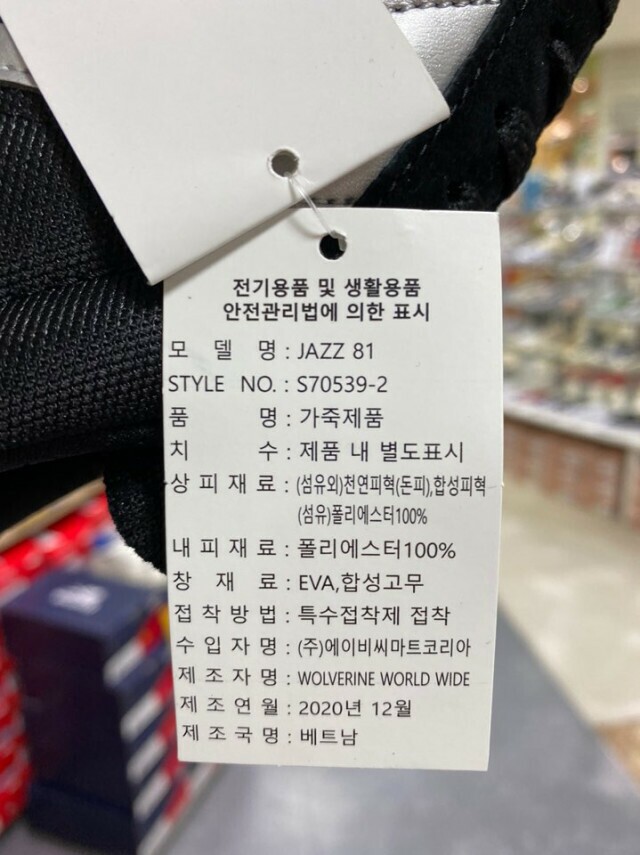 전기용품 및 생활용품
안전관리법에 의한 표시
모 델 명 : JAZZ 81
STYLE NO. : S70539-2
품 명 : 가죽제품
치 수 : 제품 내 별도표시
상 피 재 료 : (섬유외)천연피혁(돈피),합성피혁
(섬유)폴리에스터100%
내 피 재 료 : 폴리에스터100%
창 재 료 : EVA,합성고무
접 착 방 법 : 특수접착제 접착
수 입 자 명 : (주)에이비씨마트코리아
제 조 자 명 : WOLVERINE WORLD WIDE
제 조 연 월 : 2020년 12월
제 조 국 명 : 베트남